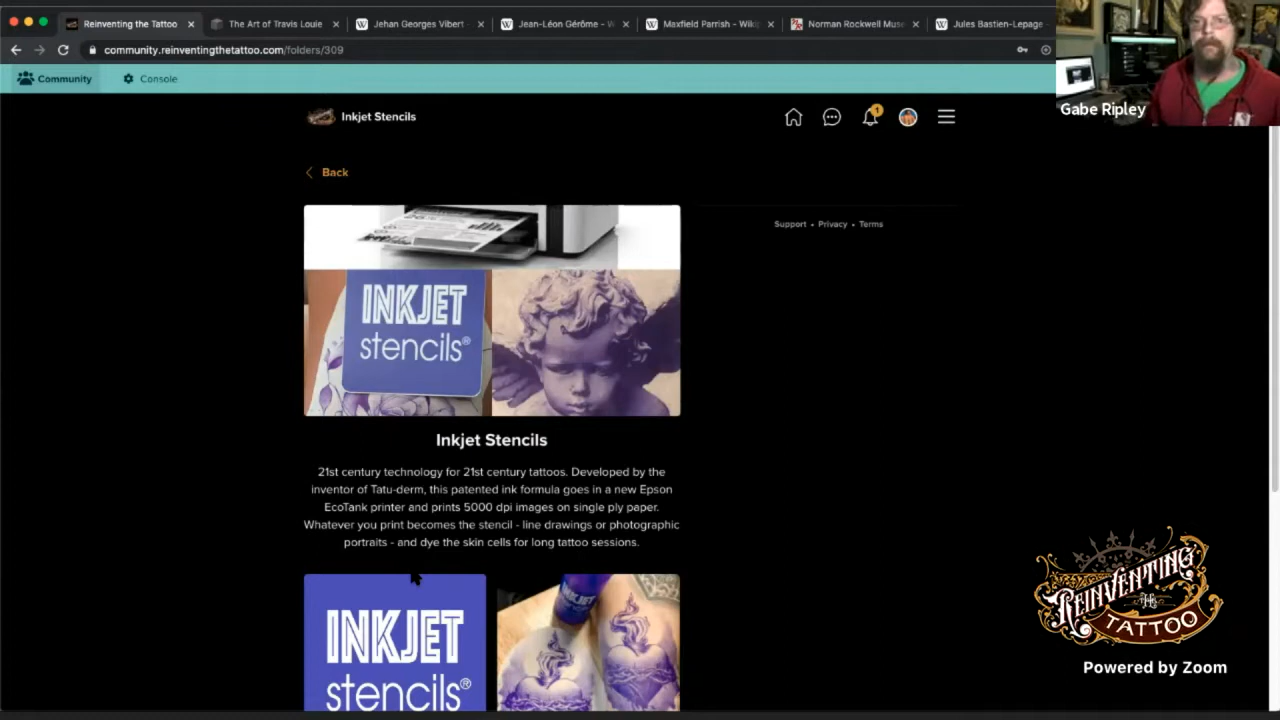 Reinventing the Tattoo
The Art of Travis Louie
Jehan Georges Vibert
Jean-Léon Gérôme - W
Maxfield Parrish - Wiki
Norman Rockwell Muse
Jules Bastien-Lepage
community.reinventingthetattoo.com/folders/309
Community
Console
Gabe Ripley
Inkjet Stencils
1
Back
Support • Privacy • Terms
INKJET
stencils®
Inkjet Stencils
21st century technology for 21st century tattoos. Developed by the
inventor of Tatu-derm, this patented ink formula goes in a new Epson
EcoTank printer and prints 5000 dpi images on single ply paper.
Whatever you print becomes the stencil - line drawings or photographic
portraits - and dye the skin cells for long tattoo sessions.
INKJET
stencils®
INKJET
REINVENTING
THE
TATTOO
Powered by Zoom